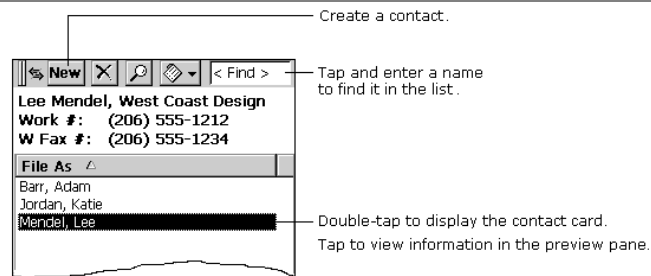 Create a contact.
New < Find >
Tap and enter a name
to find it in the list.
Lee Mendel, West Coast Design
Work #: (206) 555-1212
W Fax #: (206) 555-1234
File As
Barr, Adam
Jordan, Katie
Mendel, Lee
Double-tap to display the contact card.
Tap to view information in the preview pane.